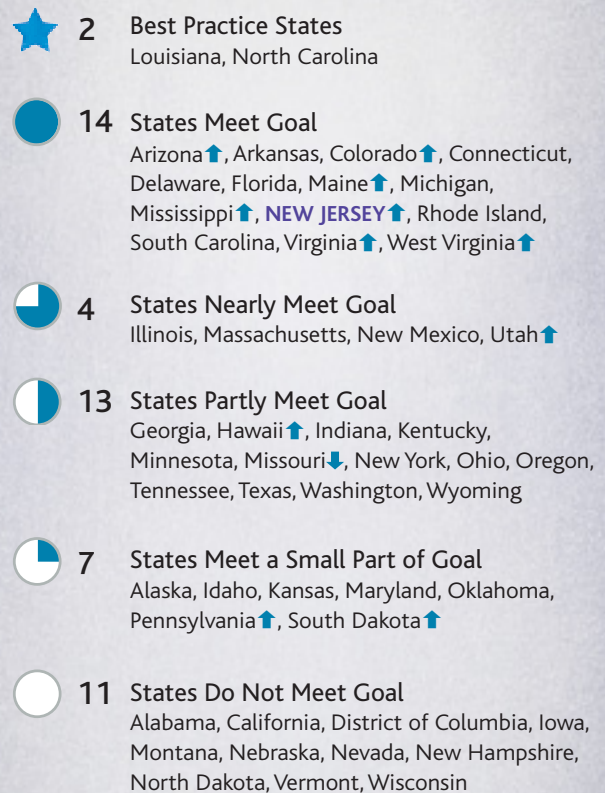 2 Best Practice States
Louisiana, North Carolina
14 States Meet Goal
Arizona⬆, Arkansas, Colorado⬆, Connecticut,
Delaware, Florida, Maine⬆, Michigan,
Mississippi⬆, NEW JERSEY⬆, Rhode Island,
South Carolina, Virginia⬆, West Virginia⬆
4 States Nearly Meet Goal
Illinois, Massachusetts, New Mexico, Utah⬆
13 States Partly Meet Goal
Georgia, Hawaii⬆, Indiana, Kentucky,
Minnesota, Missouri⬇, New York, Ohio, Oregon,
Tennessee, Texas, Washington, Wyoming
7 States Meet a Small Part of Goal
Alaska, Idaho, Kansas, Maryland, Oklahoma,
Pennsylvania⬆, South Dakota⬆
11 States Do Not Meet Goal
Alabama, California, District of Columbia, Iowa,
Montana, Nebraska, Nevada, New Hampshire,
North Dakota, Vermont, Wisconsin